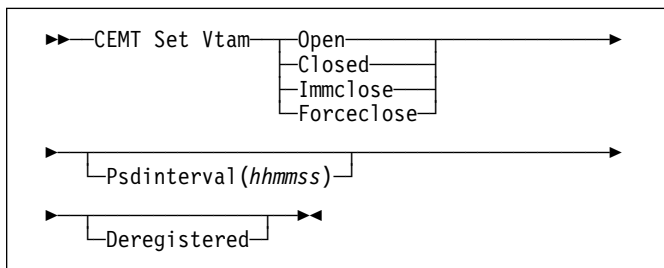 CEMT Set Vtam Open
Closed
Immclose
Forceclose
Psdinterval(hhmmss)
Deregistered